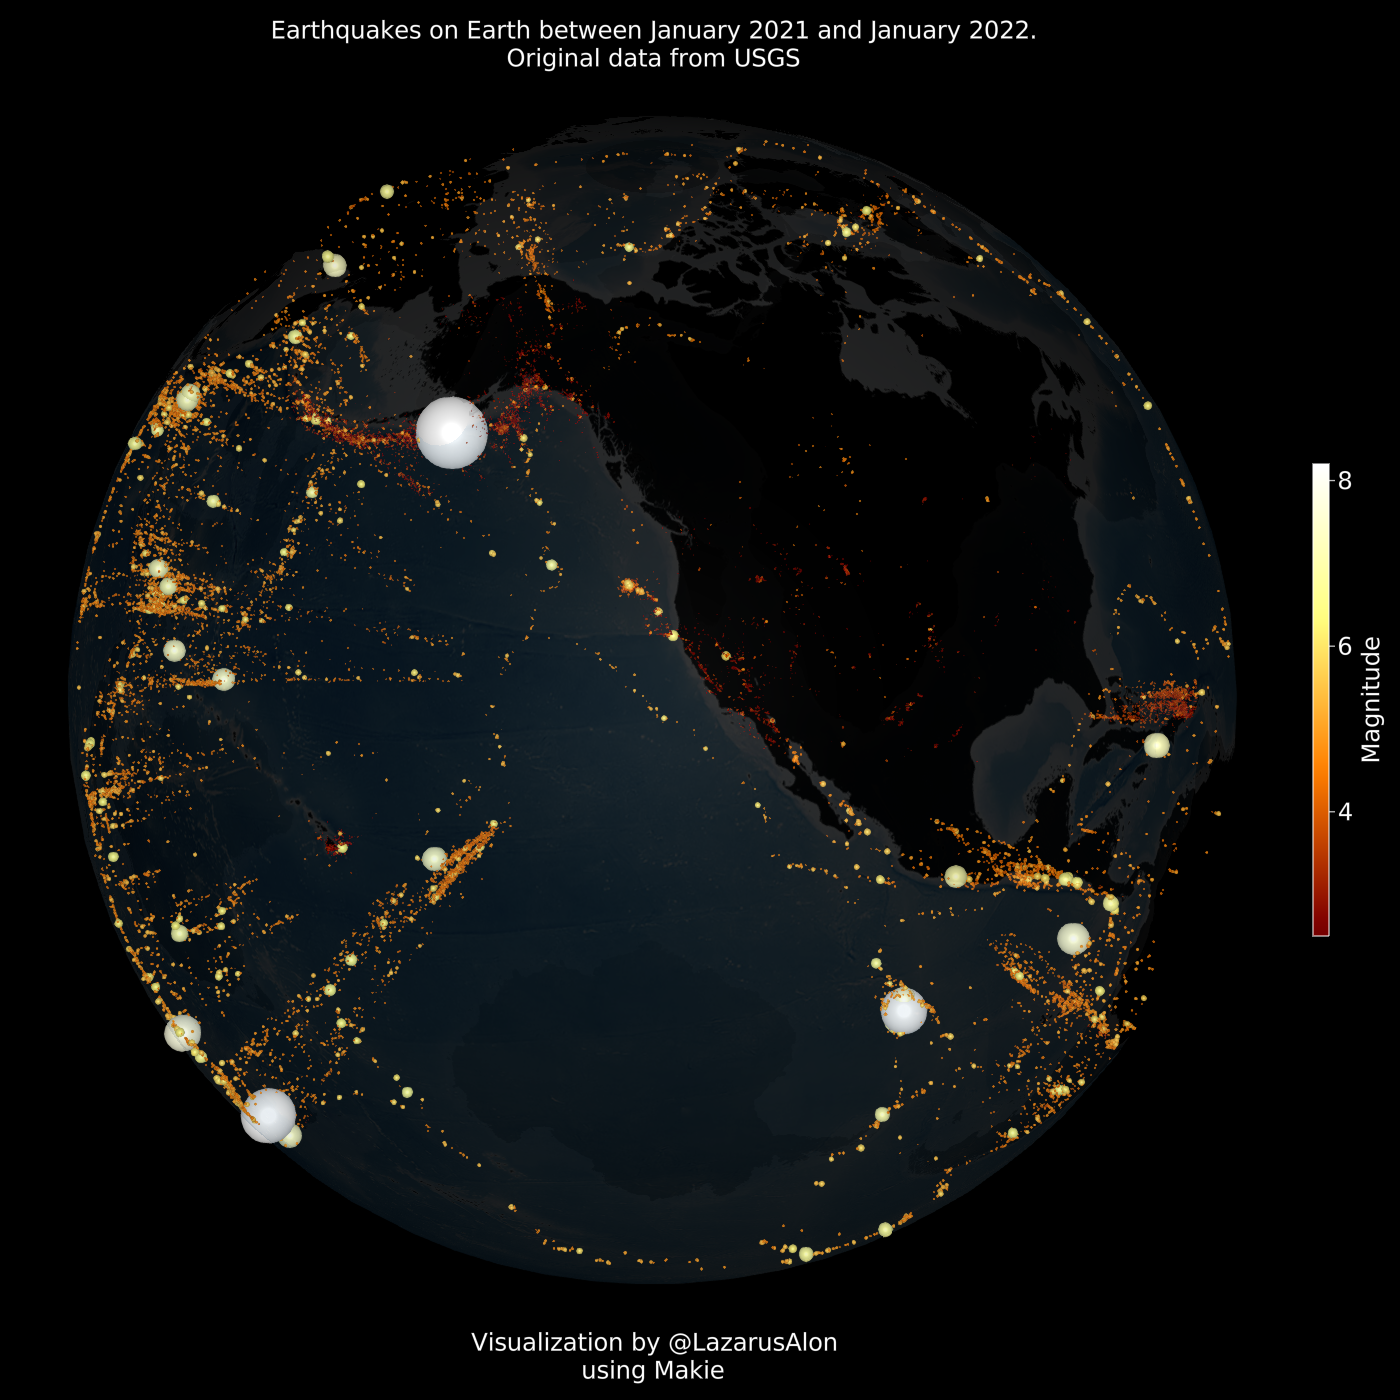 Earthquakes on Earth between January 2021 and January 2022.
Original data from USGS
8
6
4
Magnitude
Visualization by @LazarusAlon
using Makie